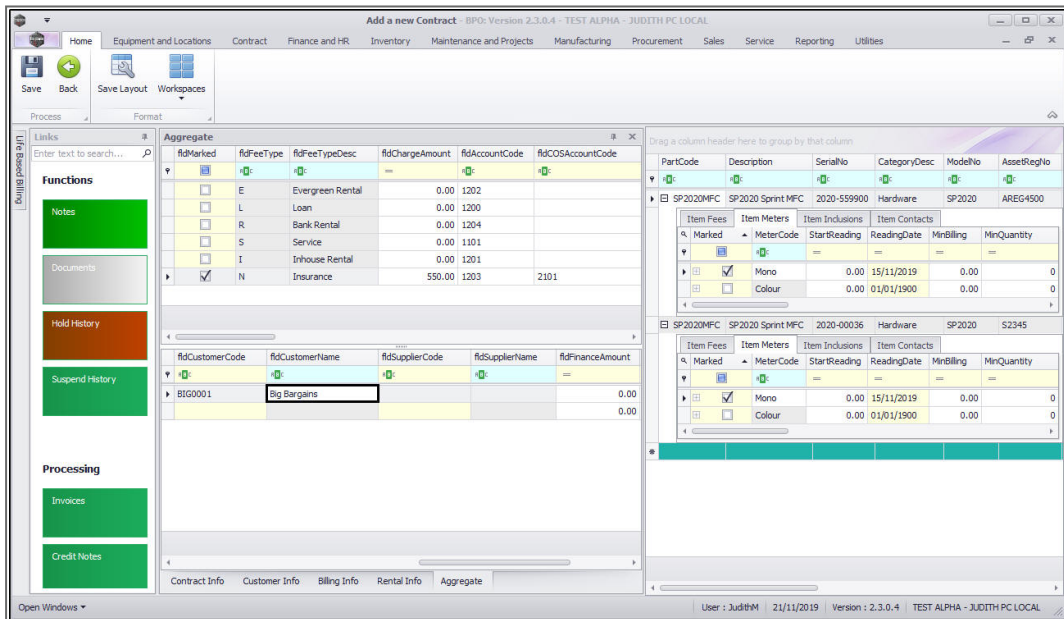 Add a new Contract - BPO: Version 2.3.0.4 - TEST ALPHA - JUDITH PC LOCAL
Home Equipment and Locations Contract Finance and HR Inventory Maintenance and Projects Manufacturing Procurement Sales Service Reporting Utilities
Save Back Save Layout Workspaces
Process Format
Life Based Billing
Links
Enter text to search...
Functions
Notes
Documents
Hold History
Suspend History
Processing
Invoices
Credit Notes
Aggregate
fldMarked fldFeeType fldFeeTypeDesc fldChargeAmount fldAccountCode fldCOSAccountCode
E Evergreen Rental 0.00 1202
L Loan 0.00 1200
R Bank Rental 0.00 1204
S Service 0.00 1101
I Inhouse Rental 0.00 1201
N Insurance 550.00 1203 2101
fldCustomerCode fldCustomerName fldSupplierCode fldSupplierName fldFinanceAmount
=
BIG0001 Big Bargains 0.00
0.00
Contract Info Customer Info Billing Info Rental Info Aggregate
Drag a column header here to group by that column
PartCode Description SerialNo CategoryDesc ModelNo AssetRegNo
SP2020MFC SP2020 Sprint MFC 2020-559900 Hardware SP2020 AREG4500
Item Fees Item Meters Item Inclusions Item Contacts
Marked MeterCode StartReading ReadingDate MinBilling MinQuantity
= = = =
Mono 0.00 15/11/2019 0.00 0
Colour 0.00 01/01/1900 0.00 0
SP2020MFC SP2020 Sprint MFC 2020-00036 Hardware SP2020 S2345
Item Fees Item Meters Item Inclusions Item Contacts
Marked MeterCode StartReading ReadingDate MinBilling MinQuantity
= = = =
Mono 0.00 15/11/2019 0.00 0
Colour 0.00 01/01/1900 0.00 0
Open Windows User : JudithM 21/11/2019 Version : 2.3.0.4 TEST ALPHA - JUDITH PC LOCAL